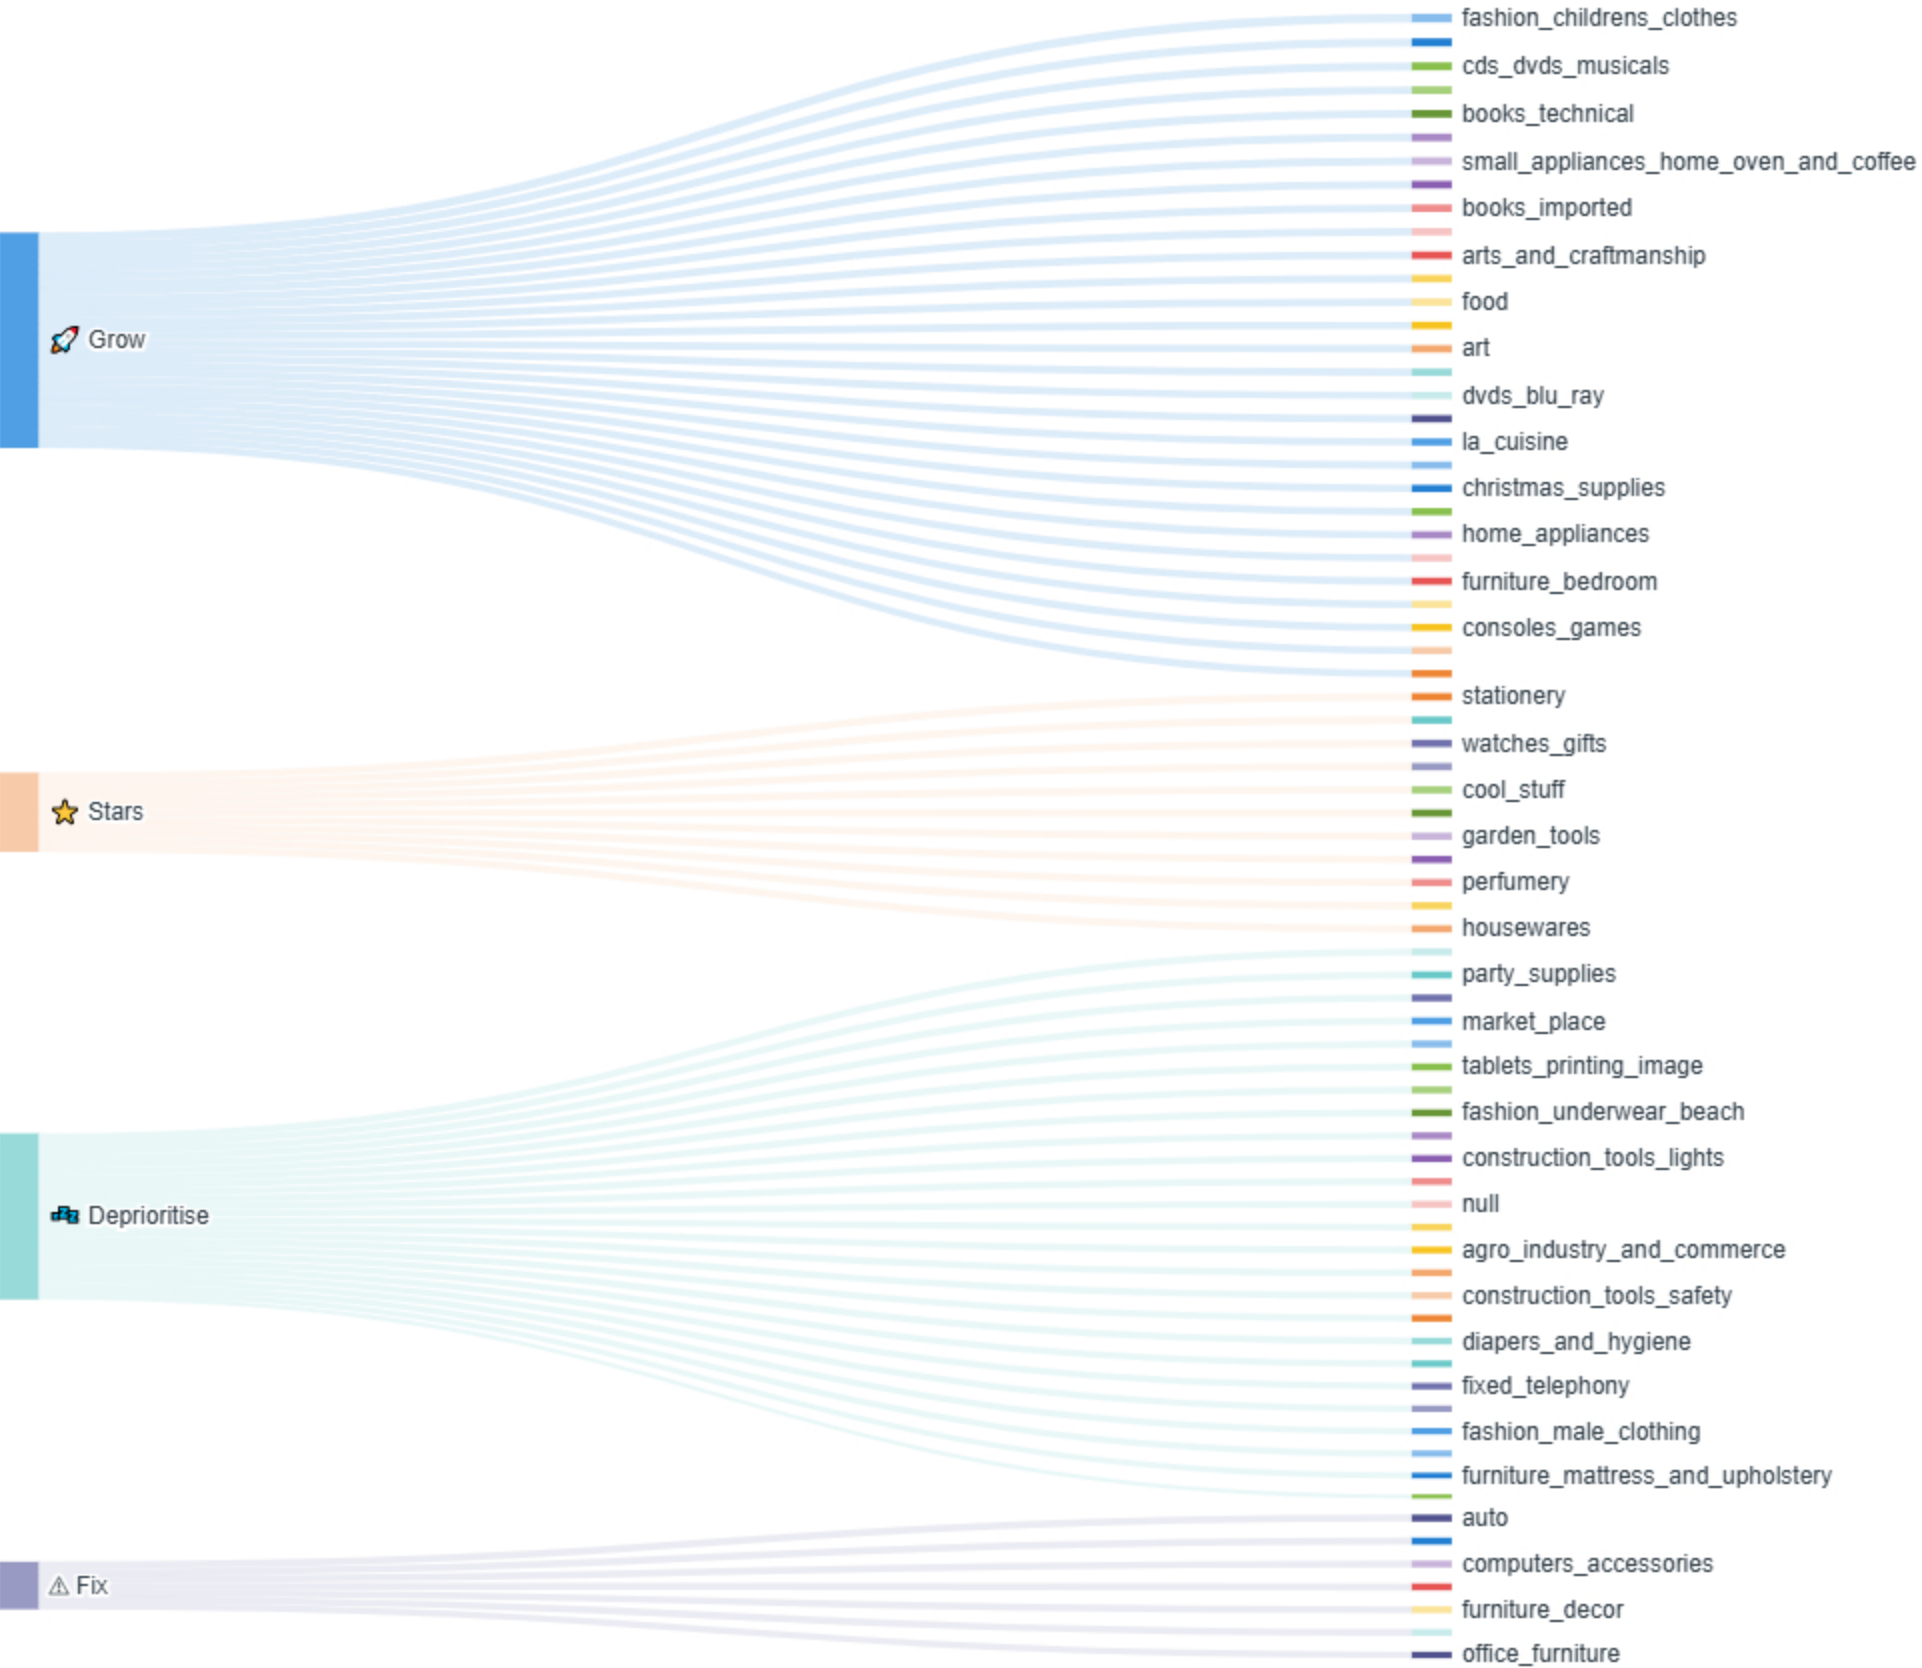 fashion_childrens_clothes
cds_dvds_musicals
books_technical
small_appliances_home_oven_and_coffee
books_imported
arts_and_craftmanship
food
Grow
art
dvds_blu_ray
la_cuisine
christmas_supplies
home_appliances
furniture_bedroom
consoles_games
stationery
watches_gifts
cool_stuff
Stars
garden_tools
perfumery
housewares
party_supplies
market_place
tablets_printing_image
fashion_underwear_beach
construction_tools_lights
null
Deprioritise
agro_industry_and_commerce
construction_tools_safety
diapers_and_hygiene
fixed_telephony
fashion_male_clothing
furniture_mattress_and_upholstery
auto
computers_accessories
Fix
furniture_decor
office_furniture